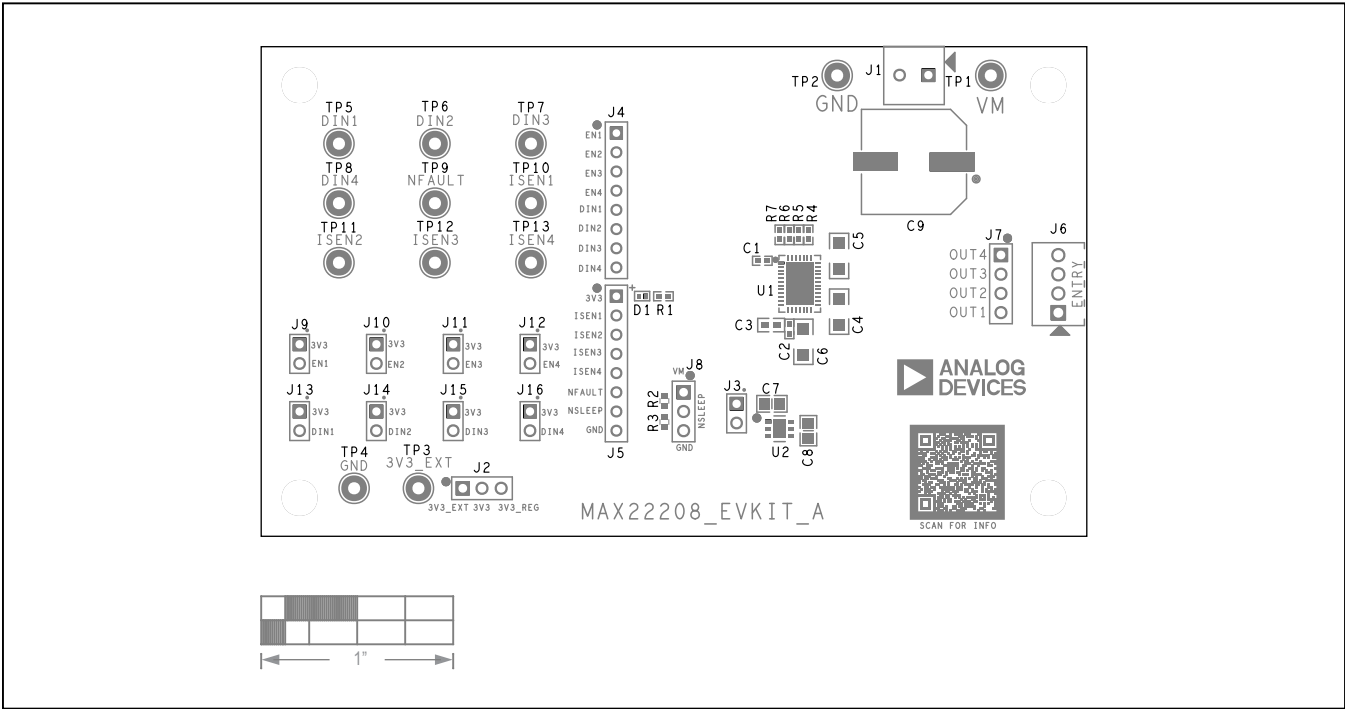 J1
TP2
GND
TP1
VM
TP5
DIN1
TP6
DIN2
TP7
DIN3
TP8
DIN4
TP9
NFAULT
TP10
ISEN1
TP11
ISEN2
TP12
ISEN3
TP13
ISEN4
J4
EN1
EN2
EN3
EN4
DIN1
DIN2
DIN3
DIN4
C9
R7
R6
R5
R4
C5
C1
U1
C3
C2
C6
C4
J7
OUT4
OUT3
OUT2
OUT1
J6
ENTRY
3V3
ISEN1
ISEN2
ISEN3
ISEN4
NFAULT
NSLEEP
GND
J5
+
D1
R1
J9
3V3
EN1
J10
3V3
EN2
J11
3V3
EN3
J12
3V3
EN4
J13
3V3
DIN1
J14
3V3
DIN2
J15
3V3
DIN3
J16
3V3
DIN4
J8
VM
NSLEEP
GND
R2
R3
J3
C7
U2
C8
ANALOG
DEVICES
TP4
GND
TP3
3V3_EXT
J2
3V3_EXT 3V3 3V3_REG
MAX22208_EVKIT_A
SCAN FOR INFO
1"